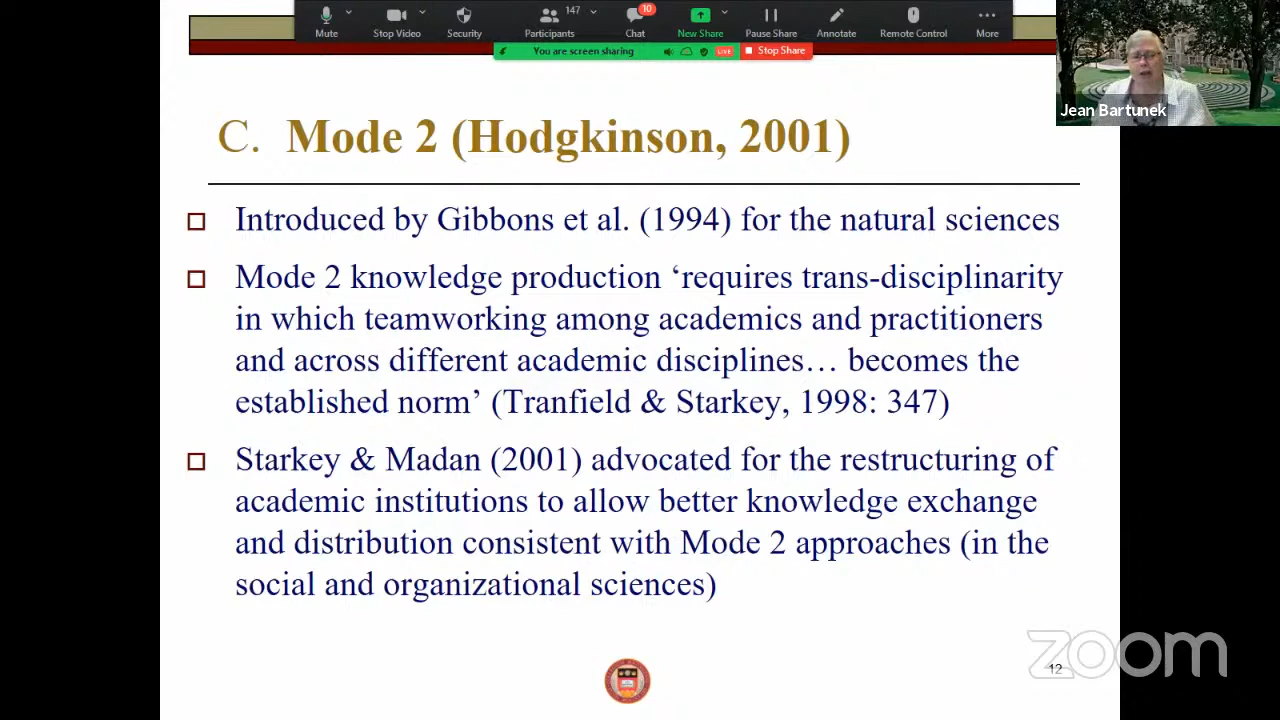 147
10
Mute
Stop Video
Security
Participants
Chat
New Share
Pause Share
Annotate
Remote Control
More
You are screen sharing
LIVE
Stop Share
Jean Bartunek
C. Mode 2 (Hodgkinson, 2001)
Introduced by Gibbons et al. (1994) for the natural sciences
Mode 2 knowledge production ‘requires trans-disciplinarity
in which teamworking among academics and practitioners
and across different academic disciplines… becomes the
established norm’ (Tranfield & Starkey, 1998: 347)
Starkey & Madan (2001) advocated for the restructuring of
academic institutions to allow better knowledge exchange
and distribution consistent with Mode 2 approaches (in the
social and organizational sciences)
zoom
12